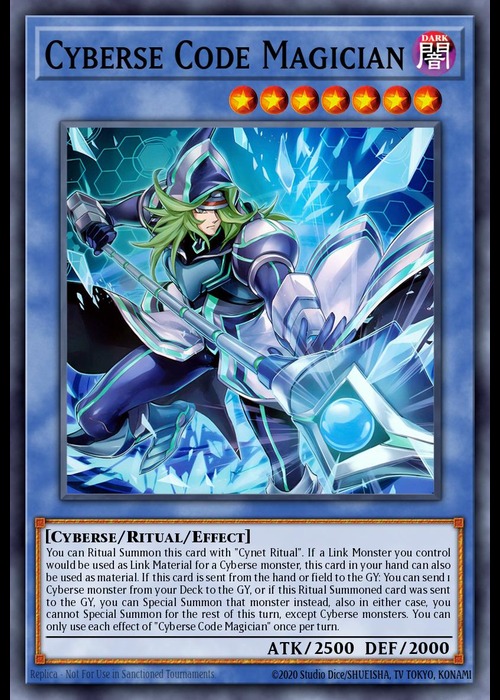 CYBERSE CODE MAGICIAN
DARK
闇
[CYBERSE/RITUAL/EFFECT]
You can Ritual Summon this card with "Cynet Ritual". If a Link Monster you control
would be used as Link Material for a Cyberse monster, this card in your hand can also
be used as material. If this card is sent from the hand or field to the GY: You can send 1
Cyberse monster from your Deck to the GY, or if this Ritual Summoned card was sent
to the GY, you can Special Summon that monster instead, also in either case, you
cannot Special Summon for the rest of this turn, except Cyberse monsters. You can
only use each effect of "Cyberse Code Magician" once per turn.
ATK/2500 DEF/2000
Replica - Not For Use in Sanctioned Tournaments
©2020 Studio Dice/SHUEISHA, TV TOKYO, KONAMI